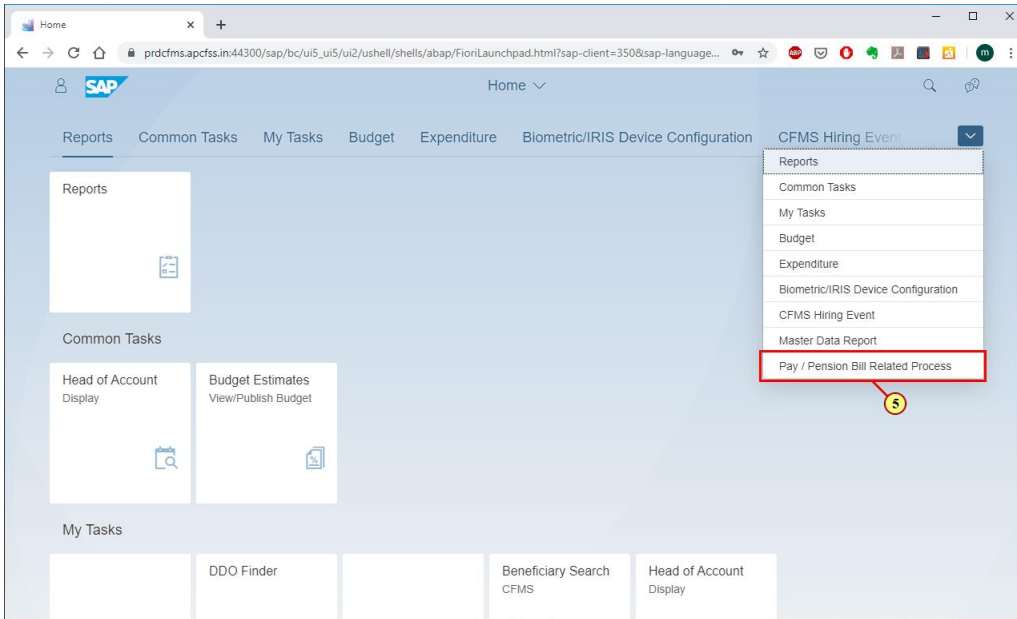 Home
prdcfms.apcfss.in:44300/sap/bc/ui5_ui5/ui2/ushell/shells/abap/FioriLaunchpad.html?sap-client=350&sap-language...
ABP
m
SAP
Home
Reports Common Tasks My Tasks Budget Expenditure Biometric/IRIS Device Configuration CFMS Hiring Event
Reports
Common Tasks
My Tasks
Budget
Expenditure
Biometric/IRIS Device Configuration
CFMS Hiring Event
Master Data Report
Pay / Pension Bill Related Process
5
Reports
Common Tasks
Head of Account
Display
Budget Estimates
View/Publish Budget
My Tasks
DDO Finder
Beneficiary Search
CFMS
Head of Account
Display